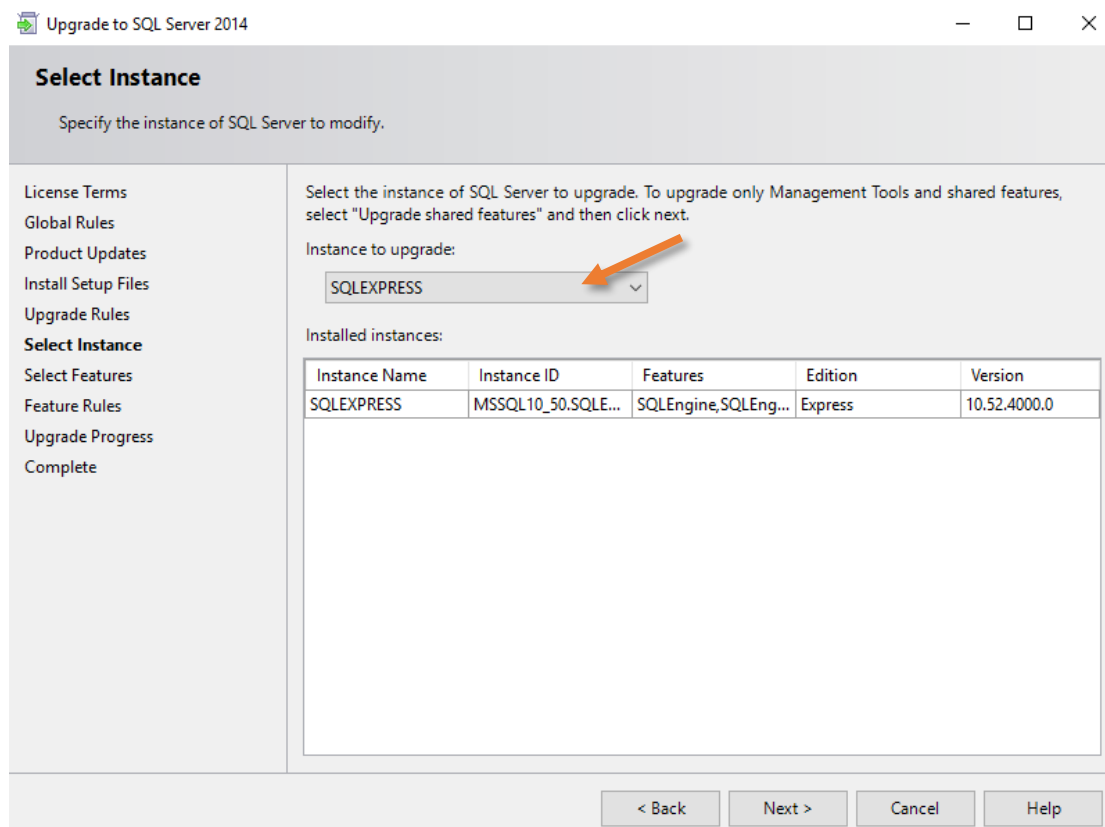 Upgrade to SQL Server 2014
Select Instance
Specify the instance of SQL Server to modify.
License Terms
Global Rules
Product Updates
Install Setup Files
Upgrade Rules
Select Instance
Select Features
Feature Rules
Upgrade Progress
Complete
Select the instance of SQL Server to upgrade. To upgrade only Management Tools and shared features,
select "Upgrade shared features" and then click next.
Instance to upgrade:
SQLEXPRESS
Installed instances:
Instance Name Instance ID Features Edition Version
SQLEXPRESS MSSQL10_50.SQLE... SQLEngine,SQLEng... Express 10.52.4000.0
< Back Next > Cancel Help